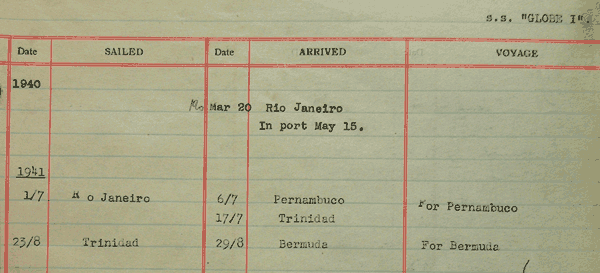 s.s. "GLOBE I".
Date SAILED Date ARRIVED VOYAGE
1940
Mar 20 Rio Janeiro
In port May 15.
1941
1/7 R o Janeiro 6/7 Pernambuco For Pernambuco
17/7 Trinidad
23/8 Trinidad 29/8 Bermuda For Bermuda